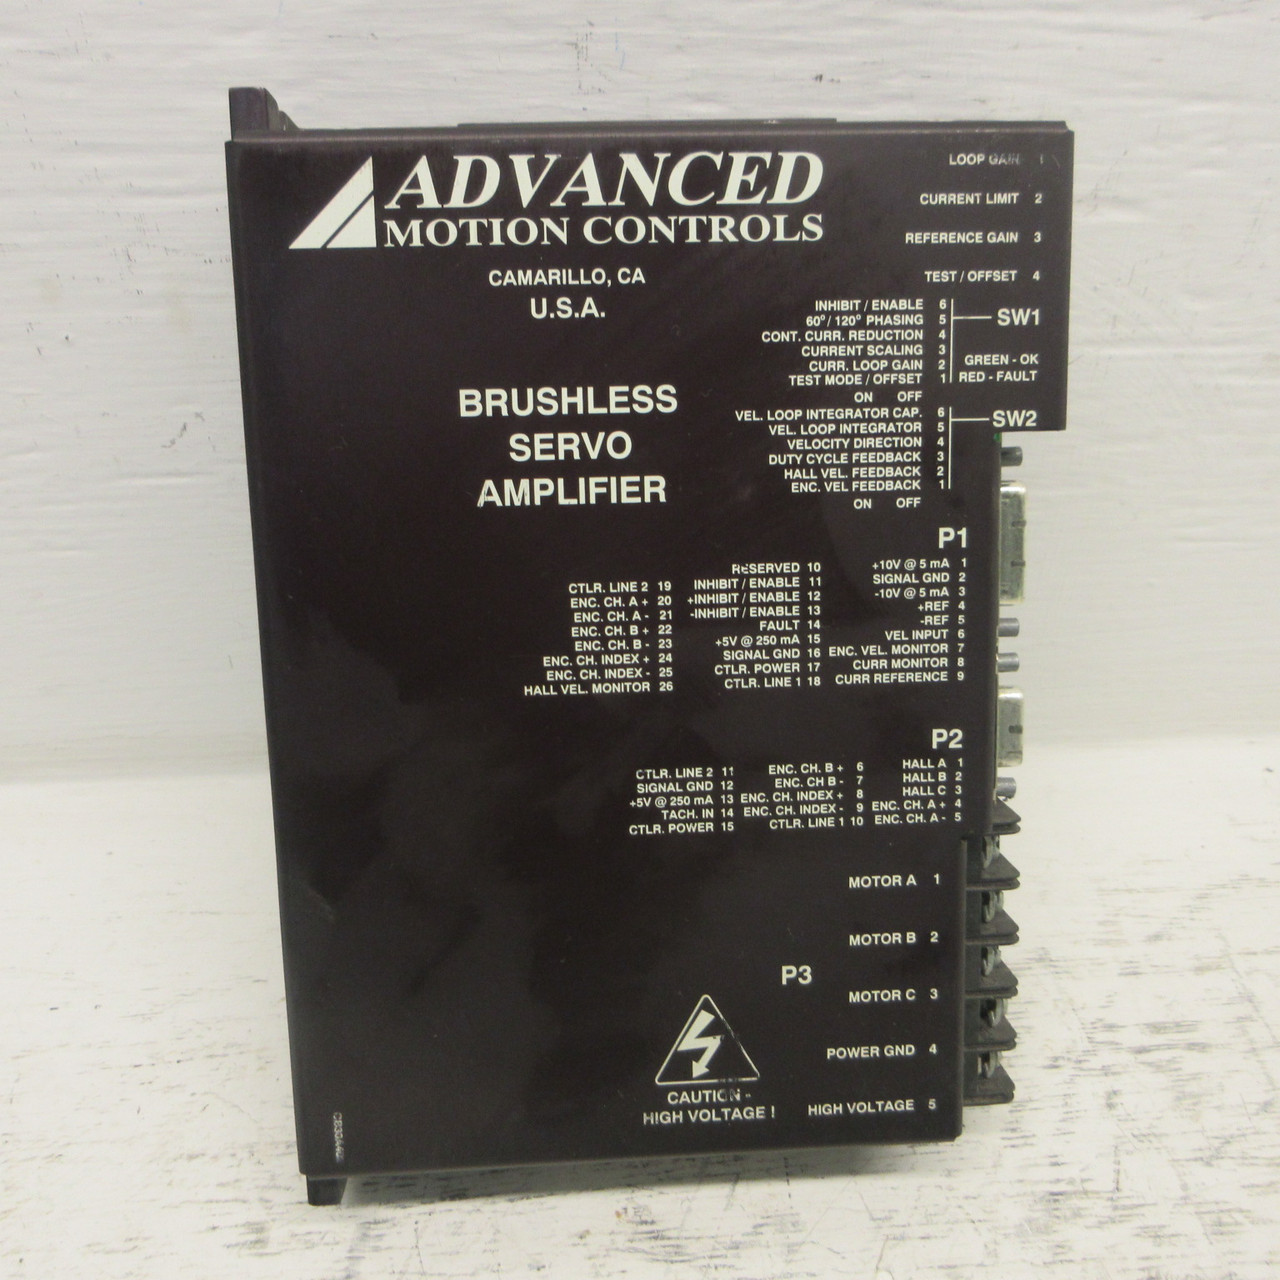 ADVANCED
MOTION CONTROLS
CAMARILLO, CA
U.S.A.
BRUSHLESS
SERVO
AMPLIFIER
LOOP GAIN 1
CURRENT LIMIT 2
REFERENCE GAIN 3
TEST / OFFSET 4
INHIBIT / ENABLE 6
60° / 120° PHASING 5
CONT. CURR. REDUCTION 4
CURRENT SCALING 3
CURR. LOOP GAIN 2
TEST MODE / OFFSET 1
ON OFF
SW1
GREEN - OK
RED - FAULT
VEL. LOOP INTEGRATOR CAP. 6
VEL. LOOP INTEGRATOR 5
VELOCITY DIRECTION 4
DUTY CYCLE FEEDBACK 3
HALL VEL. FEEDBACK 2
ENC. VEL FEEDBACK 1
ON OFF
SW2
P1
+10V @ 5 mA 1
SIGNAL GND 2
-10V @ 5 mA 3
+REF 4
-REF 5
VEL INPUT 6
ENC. VEL. MONITOR 7
CURR MONITOR 8
CURR REFERENCE 9
RESERVED 10
INHIBIT / ENABLE 11
+INHIBIT / ENABLE 12
-INHIBIT / ENABLE 13
FAULT 14
+5V @ 250 mA 15
SIGNAL GND 16
CTLR. POWER 17
CTLR. LINE 1 18
CTLR. LINE 2 19
ENC. CH. A + 20
ENC. CH. A - 21
ENC. CH. B + 22
ENC. CH. B - 23
ENC. CH. INDEX + 24
ENC. CH. INDEX - 25
HALL VEL. MONITOR 26
P2
HALL A 1
HALL B 2
HALL C 3
ENC. CH. A + 4
ENC. CH. A - 5
ENC. CH. B + 6
ENC. CH B - 7
ENC. CH. INDEX + 8
ENC. CH. INDEX - 9
CTLR. LINE 1 10
CTLR. LINE 2 11
SIGNAL GND 12
+5V @ 250 mA 13
TACH. IN 14
CTLR. POWER 15
P3
MOTOR A 1
MOTOR B 2
MOTOR C 3
POWER GND 4
HIGH VOLTAGE 5
CAUTION -
HIGH VOLTAGE !